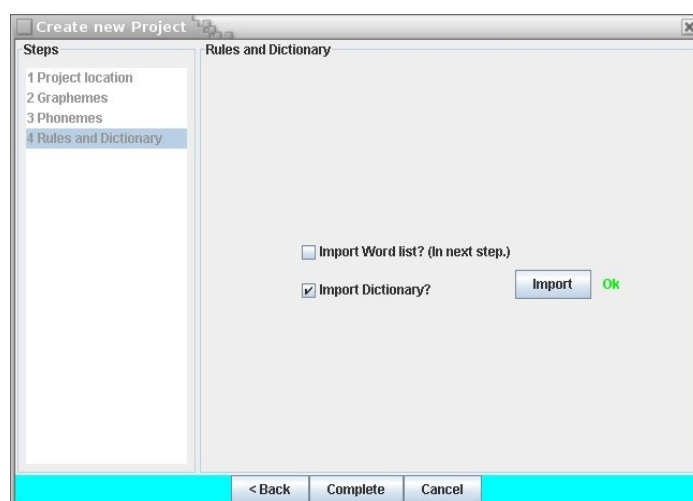 Create new Project
Steps
1 Project location
2 Graphemes
3 Phonemes
4 Rules and Dictionary
Rules and Dictionary
Import Word list? (In next step.)
Import Dictionary?
Import
Ok
< Back
Complete
Cancel